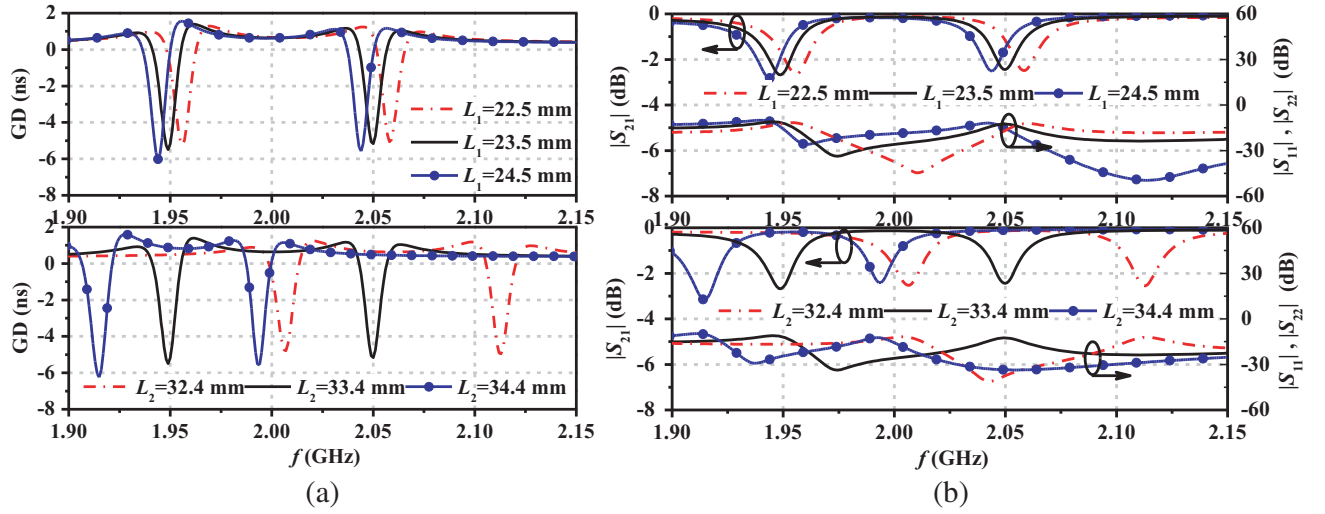 2
0
-2
-4
-6
-8
GD (ns)
L1=22.5 mm
L1=23.5 mm
L1=24.5 mm
1.90 1.95 2.00 2.05 2.10 2.15
2
0
-2
-4
-6
-8
GD (ns)
L2=32.4 mm L2=33.4 mm L2=34.4 mm
1.90 1.95 2.00 2.05 2.10 2.15
f (GHz)
(a)
0
-2
-4
-6
-8
|S21| (dB)
60
30
0
-30
-60
|S11|, |S22| (dB)
L1=22.5 mm L1=23.5 mm L1=24.5 mm
1.90 1.95 2.00 2.05 2.10 2.15
0
-2
-4
-6
-8
|S21| (dB)
60
30
0
-30
-60
|S11|, |S22| (dB)
L2=32.4 mm L2=33.4 mm L2=34.4 mm
1.90 1.95 2.00 2.05 2.10 2.15
f (GHz)
(b)